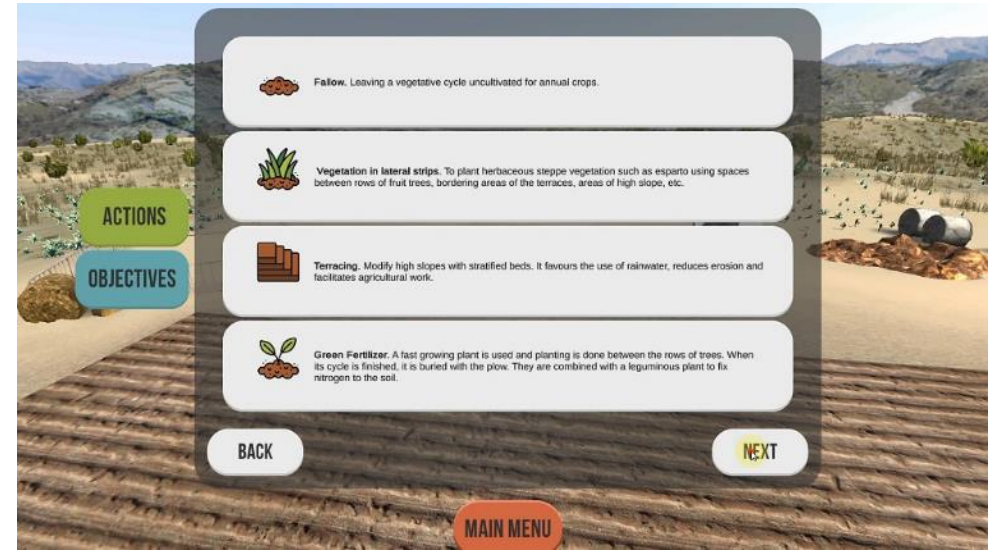 Fallow. Leaving a vegetative cycle uncultivated for annual crops.
Vegetation in lateral strips. To plant herbaceous steppe vegetation such as esparto using spaces
between rows of fruit trees, bordering areas of the terraces, areas of high slope, etc.
ACTIONS
OBJECTIVES
Terracing. Modify high slopes with stratified beds. It favours the use of rainwater, reduces erosion and
facilitates agricultural work.
Green Fertilizer. A fast growing plant is used and planting is done between the rows of trees. When
its cycle is finished, it is buried with the plow. They are combined with a leguminous plant to fix
nitrogen to the soil.
BACK
NEXT
MAIN MENU